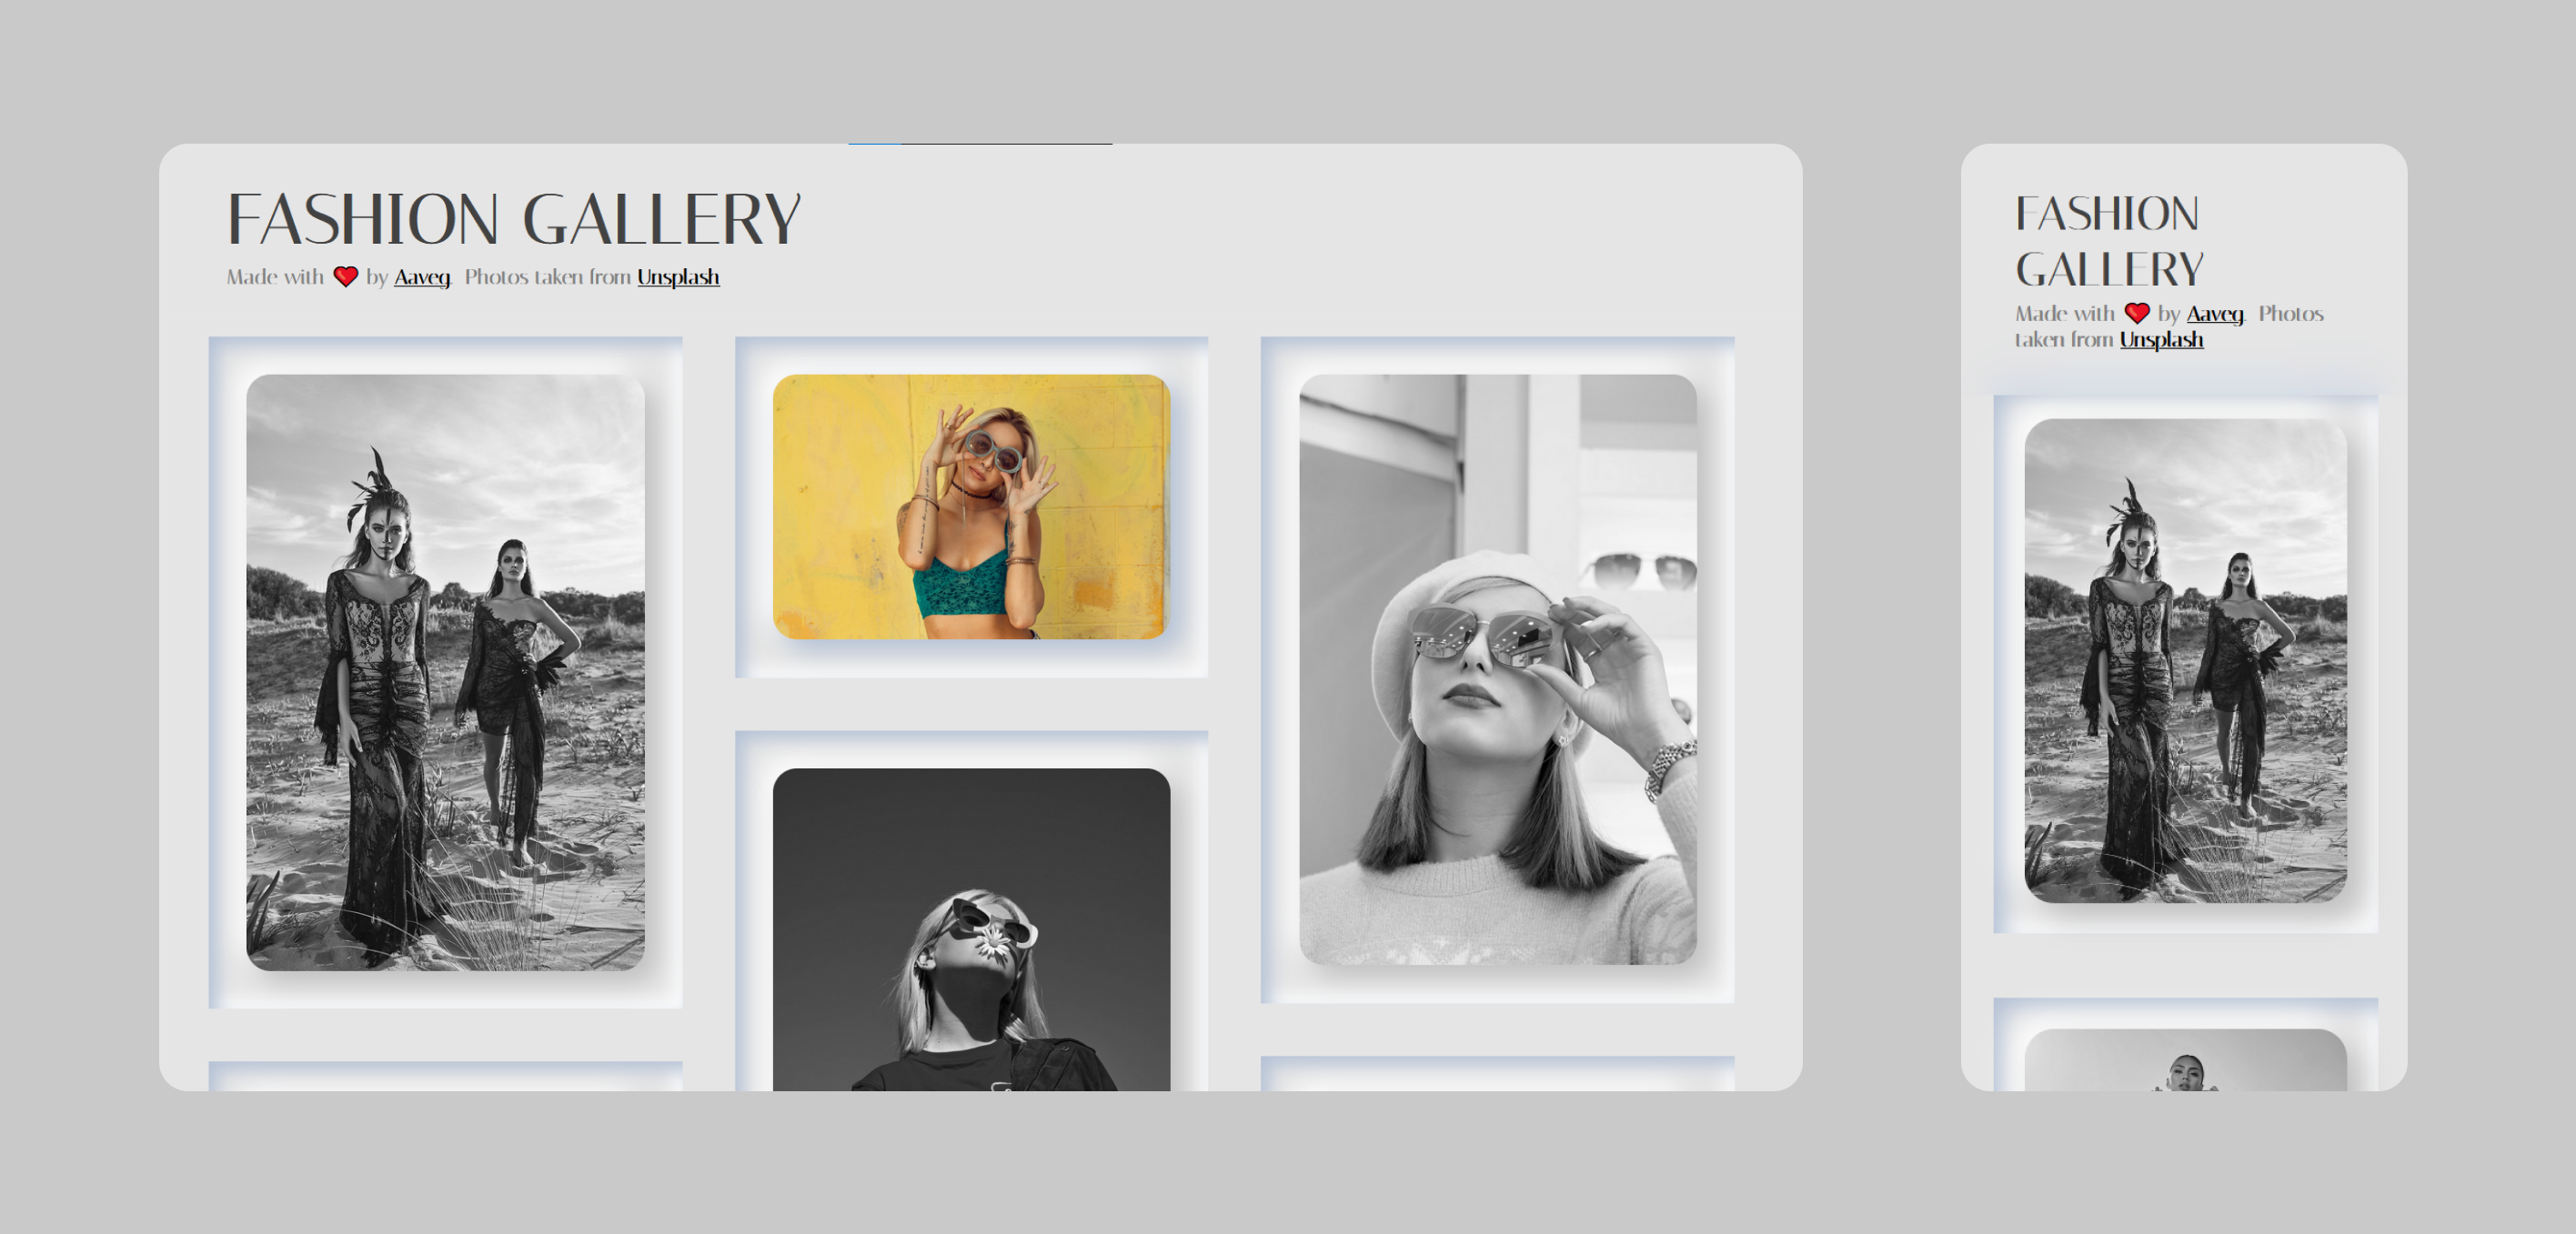 FASHION GALLERY
Made with ❤️ by Aaveg. Photos taken from Unsplash
FASHION
GALLERY
Made with ❤️ by Aaveg. Photos
taken from Unsplash